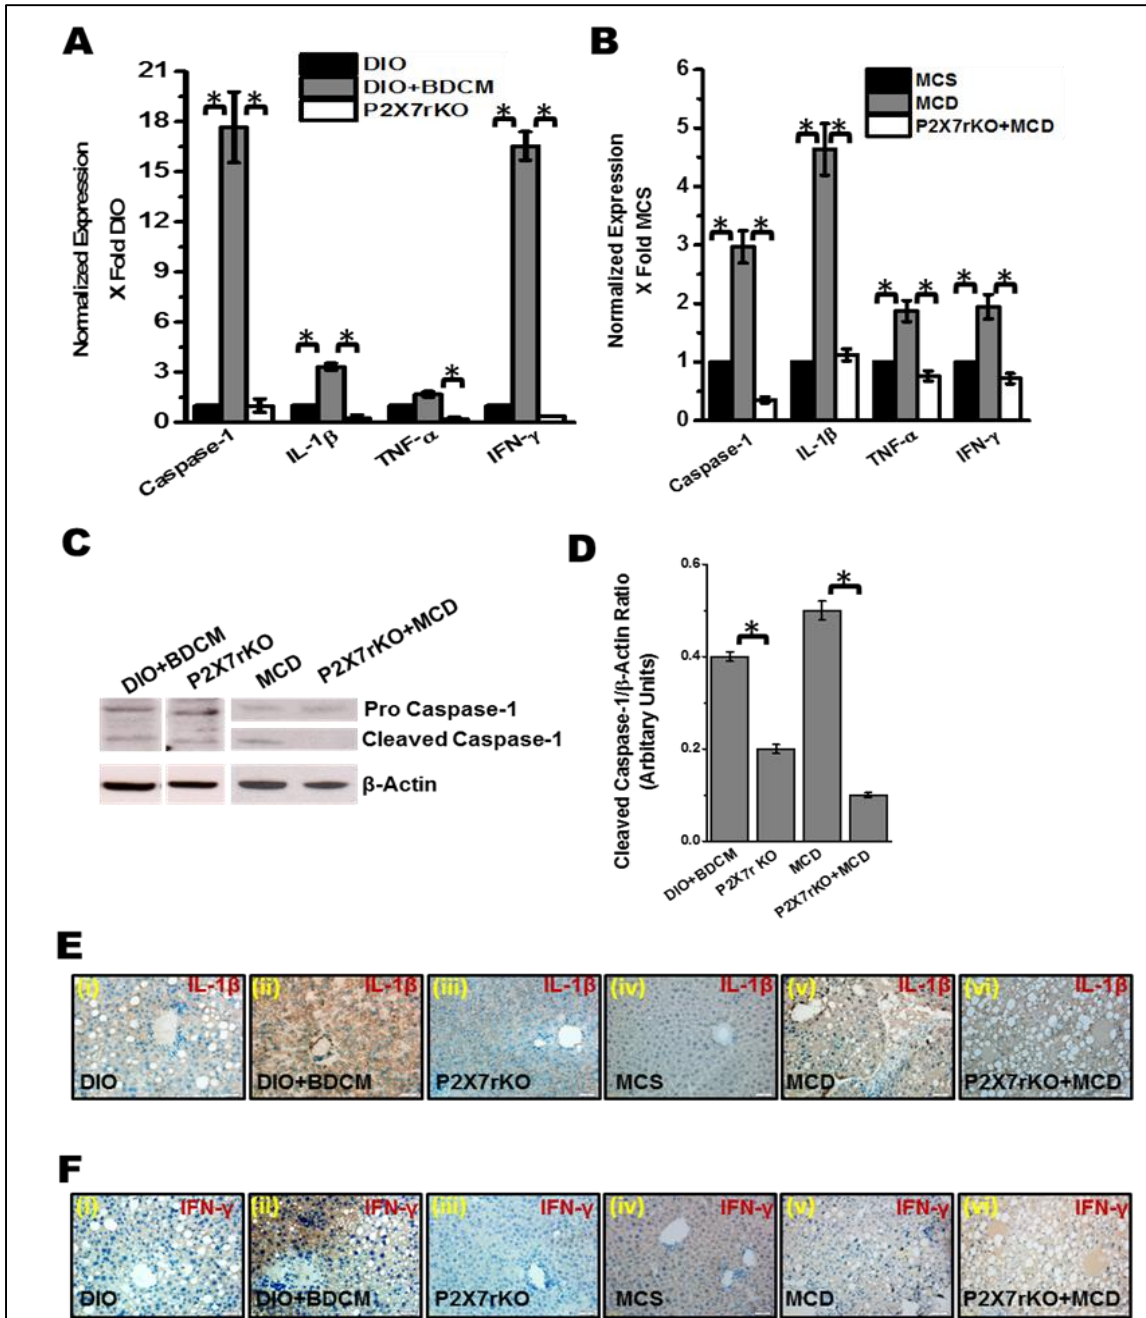 A
DIO
DIO+BDCM
P2X7rKO
Normalized Expression
X Fold DIO
21
18
15
12
9
6
3
0
* * * * * * *
Caspase-1
IL-1β
TNF-α
IFN-γ
B
MCS
MCD
P2X7rKO+MCD
Normalized Expression
X Fold MCS
6
5
4
3
2
1
0
* * * * * * * *
Caspase-1
IL-1β
TNF-α
IFN-γ
C
DIO+BDCM
P2X7rKO
MCD
P2X7rKO+MCD
Pro Caspase-1
Cleaved Caspase-1
β-Actin
D
Cleaved Caspase-1/β-Actin Ratio
(Arbitary Units)
0.6
0.4
0.2
0.0
* *
DIO+BDCM
P2X7r KO
MCD
P2X7rKO+MCD
E
(i) IL-1β
DIO
(ii) IL-1β
DIO+BDCM
(iii) IL-1β
P2X7rKO
(iv) IL-1β
MCS
(v) IL-1β
MCD
(vi) IL-1β
P2X7rKO+MCD
F
(i) IFN-γ
DIO
(ii) IFN-γ
DIO+BDCM
(iii) IFN-γ
P2X7rKO
(iv) IFN-γ
MCS
(v) IFN-γ
MCD
(vi) IFN-γ
P2X7rKO+MCD